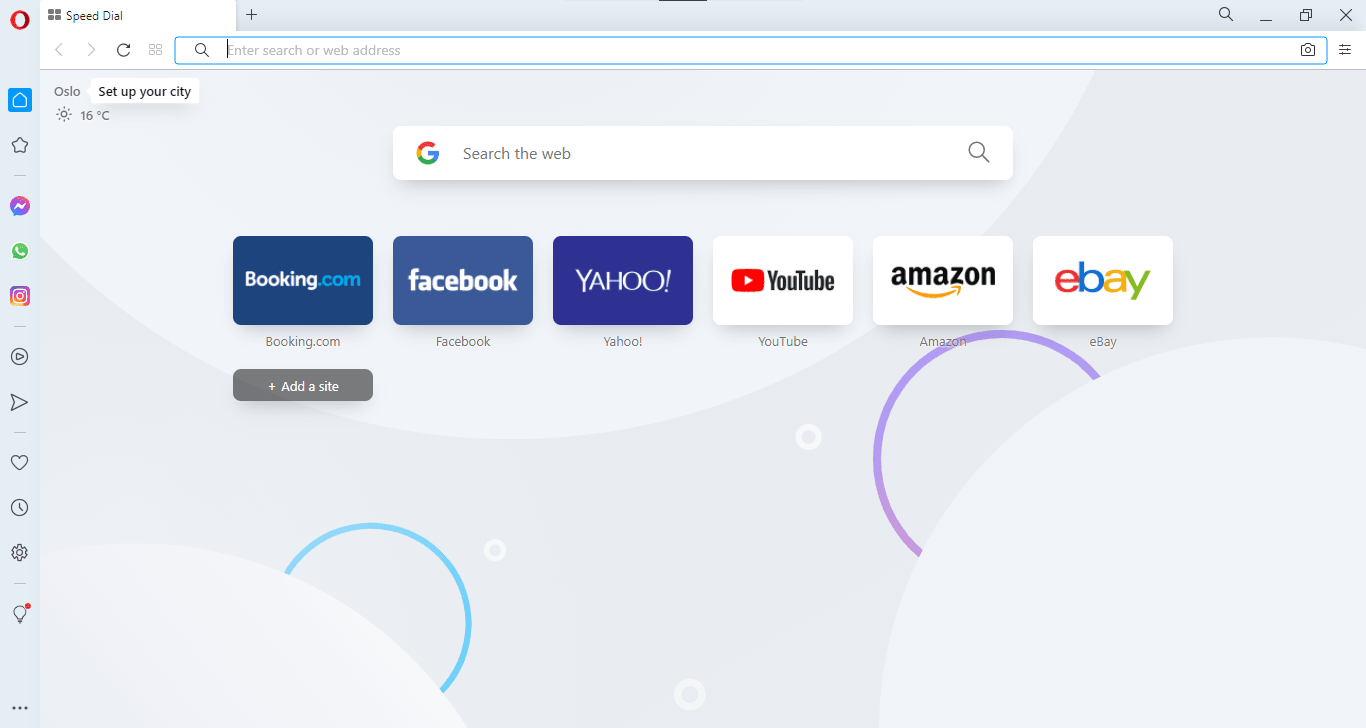 Speed Dial
Enter search or web address
Oslo
Set up your city
16 °C
Search the web
Booking.com
facebook
YAHOO!
YouTube
amazon
ebay
Booking.com
Facebook
Yahoo!
YouTube
Amazon
eBay
+ Add a site